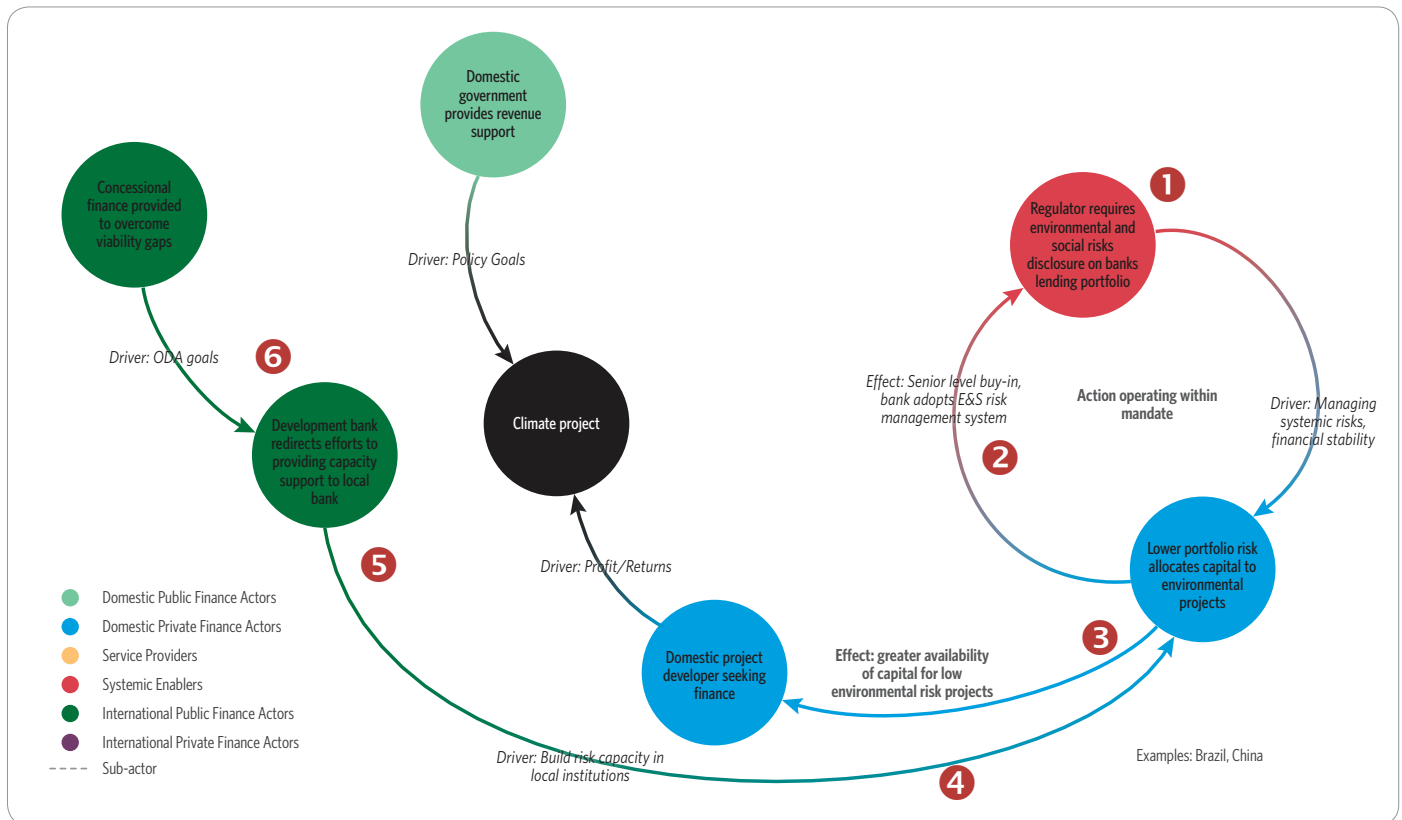 Domestic
government
provides revenue
support
Concessional
finance provided
to overcome
viability gaps
1
Regulator requires
environmental and
social risks
disclosure on banks
lending portfolio
Driver: Policy Goals
Driver: ODA goals
6
Effect: Senior level buy-in,
bank adopts E&S risk
management system
Action operating within
mandate
Driver: Managing
systemic risks,
financial stability
Climate project
Development bank
redirects efforts to
providing capacity
support to local
bank
2
5
Driver: Profit/Returns
Lower portfolio risk
allocates capital to
environmental
projects
3
Domestic project
developer seeking
finance
Effect: greater availability
of capital for low
environmental risk projects
Domestic Public Finance Actors
Domestic Private Finance Actors
Service Providers
Systemic Enablers
International Public Finance Actors
International Private Finance Actors
Sub-actor
Driver: Build risk capacity in
local institutions
4
Examples: Brazil, China